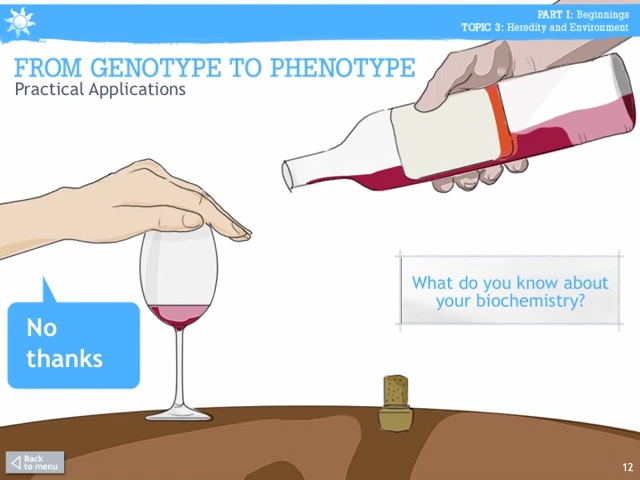 PART I: Beginnings
TOPIC 3: Heredity and Environment
FROM GENOTYPE TO PHENOTYPE
Practical Applications
What do you know about
your biochemistry?
No
thanks
Back
to menu
12